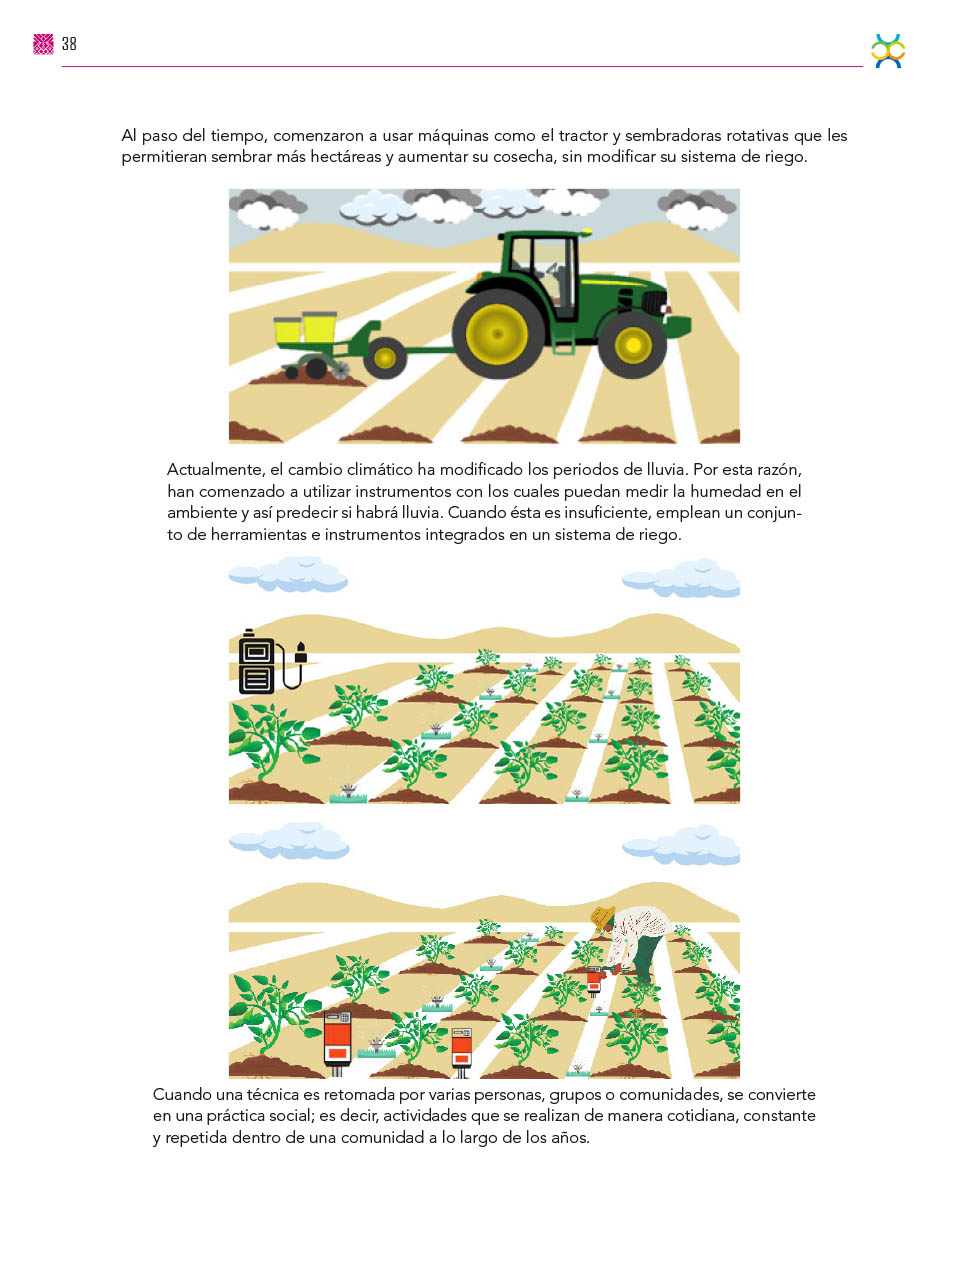 38
Al paso del tiempo, comenzaron a usar máquinas como el tractor y sembradoras rotativas que les
permitieran sembrar más hectáreas y aumentar su cosecha, sin modificar su sistema de riego.
Actualmente, el cambio climático ha modificado los periodos de lluvia. Por esta razón,
han comenzado a utilizar instrumentos con los cuales puedan medir la humedad en el
ambiente y así predecir si habrá lluvia. Cuando ésta es insuficiente, emplean un conjun-
to de herramientas e instrumentos integrados en un sistema de riego.
Cuando una técnica es retomada por varias personas, grupos o comunidades, se convierte
en una práctica social; es decir, actividades que se realizan de manera cotidiana, constante
y repetida dentro de una comunidad a lo largo de los años.